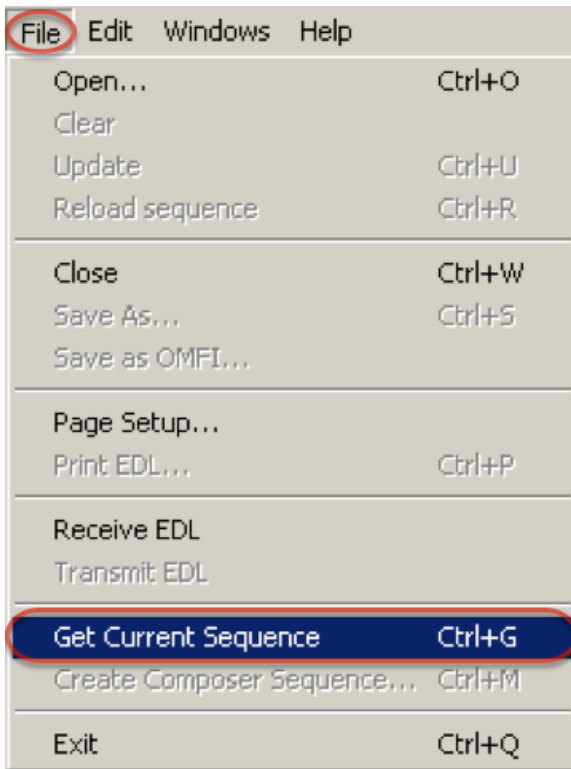 File Edit Windows Help
Open... Ctrl+O
Clear
Update Ctrl+U
Reload sequence Ctrl+R
Close Ctrl+W
Save As... Ctrl+S
Save as OMFI...
Page Setup...
Print EDL... Ctrl+P
Receive EDL
Transmit EDL
Get Current Sequence Ctrl+G
Create Composer Sequence... Ctrl+M
Exit Ctrl+Q